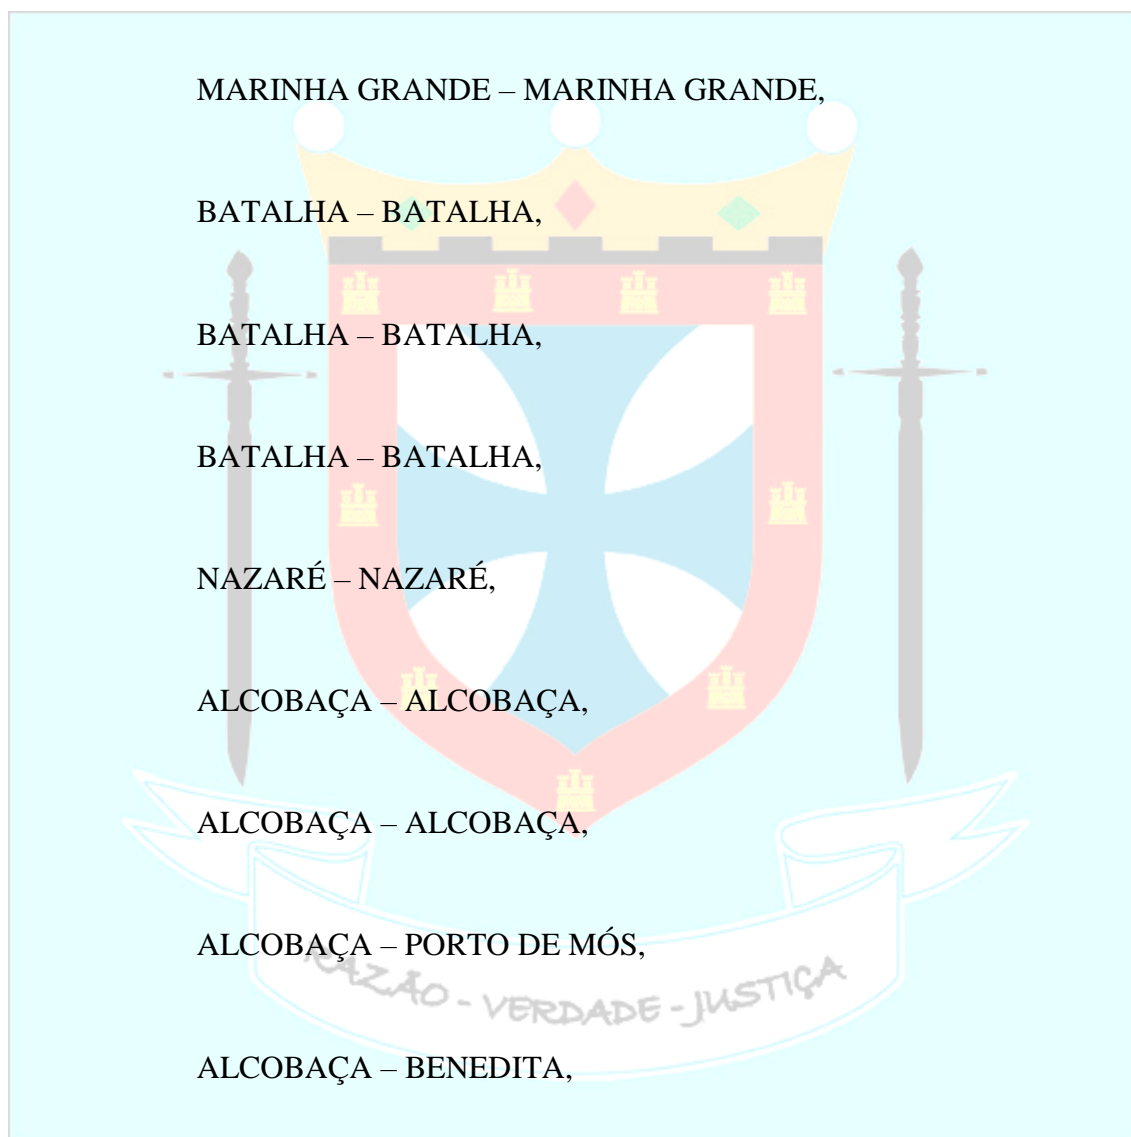 MARINHA GRANDE – MARINHA GRANDE,
BATALHA – BATALHA,
BATALHA – BATALHA,
BATALHA – BATALHA,
NAZARÉ – NAZARÉ,
ALCOBAÇA – ALCOBAÇA,
ALCOBAÇA – ALCOBAÇA,
ALCOBAÇA – PORTO DE MÓS,
RAZÃO - VERDADE - JUSTIÇA
ALCOBAÇA – BENEDITA,